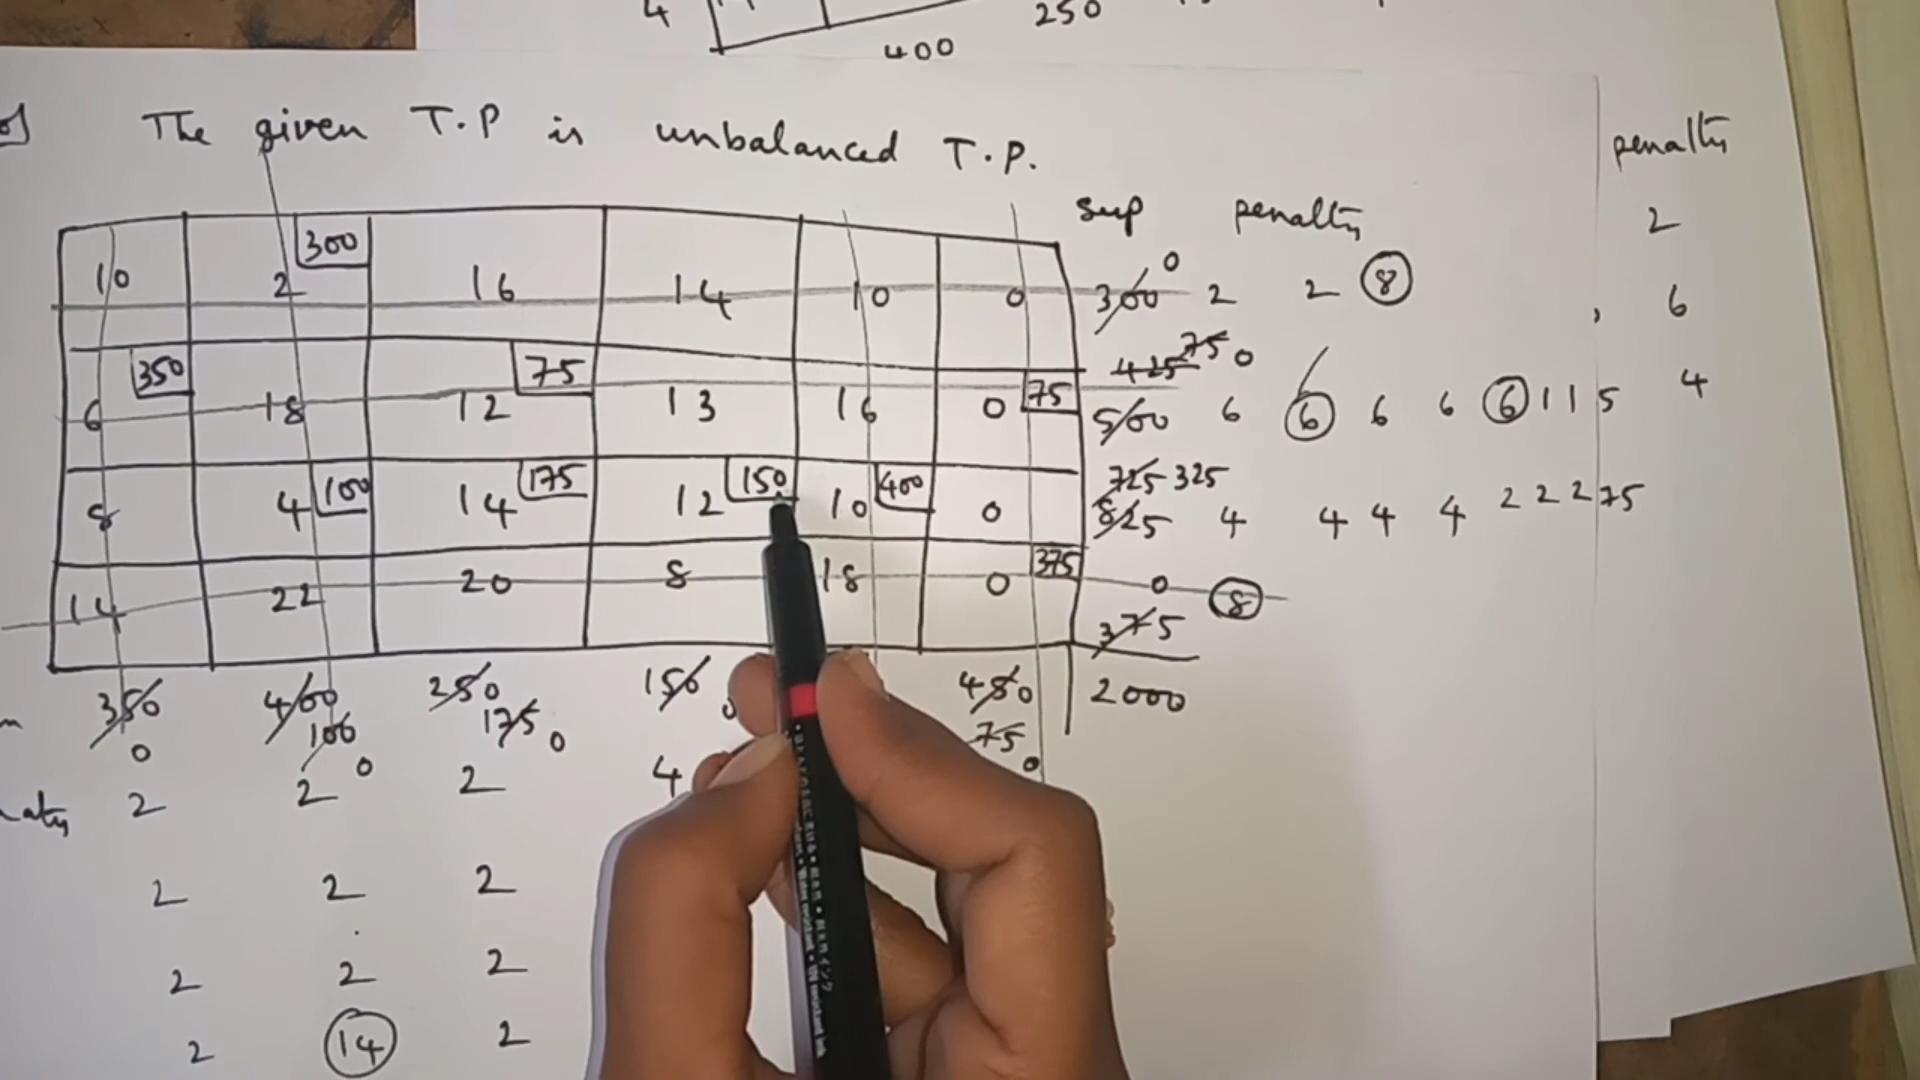 4 400 250
The given T.P is unbalanced T.P. penalty
sup penalty 2
300 0
10 2 16 14 10 0 300 2 2 8 , 6
350 75 425 75 0 4
6 18 12 13 16 0 75 500 6 6 6 6 6 1 1 5
100 175 150 400 725 325
8 4 14 12 10 0 825 4 4 4 4 2 2 2 75
375 0
14 22 20 8 18 0 375 8
350 400 250 150 450 2000
0 100 175 0 0 75
0 0
2 2 2 4
2 2 2
2 2 2
2 14 2